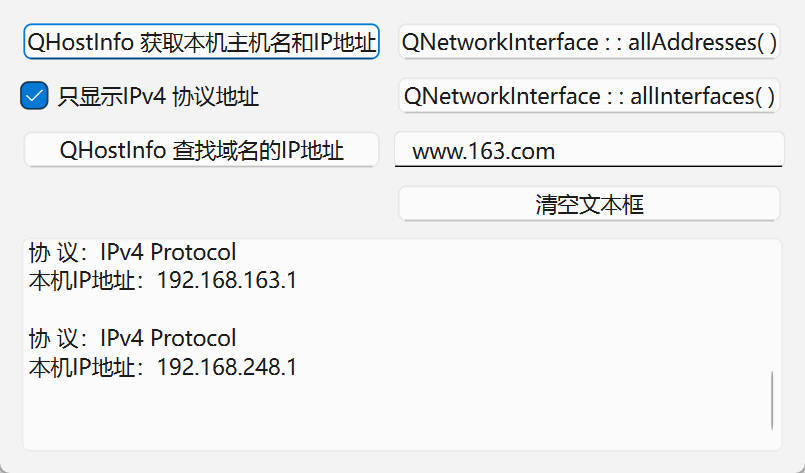 QHostInfo 获取本机主机名和IP地址
QNetworkInterface : : allAddresses( )
只显示IPv4 协议地址
QNetworkInterface : : allInterfaces( )
QHostInfo 查找域名的IP地址
www.163.com
清空文本框
协 议：IPv4 Protocol
本机IP地址：192.168.163.1
协 议：IPv4 Protocol
本机IP地址：192.168.248.1